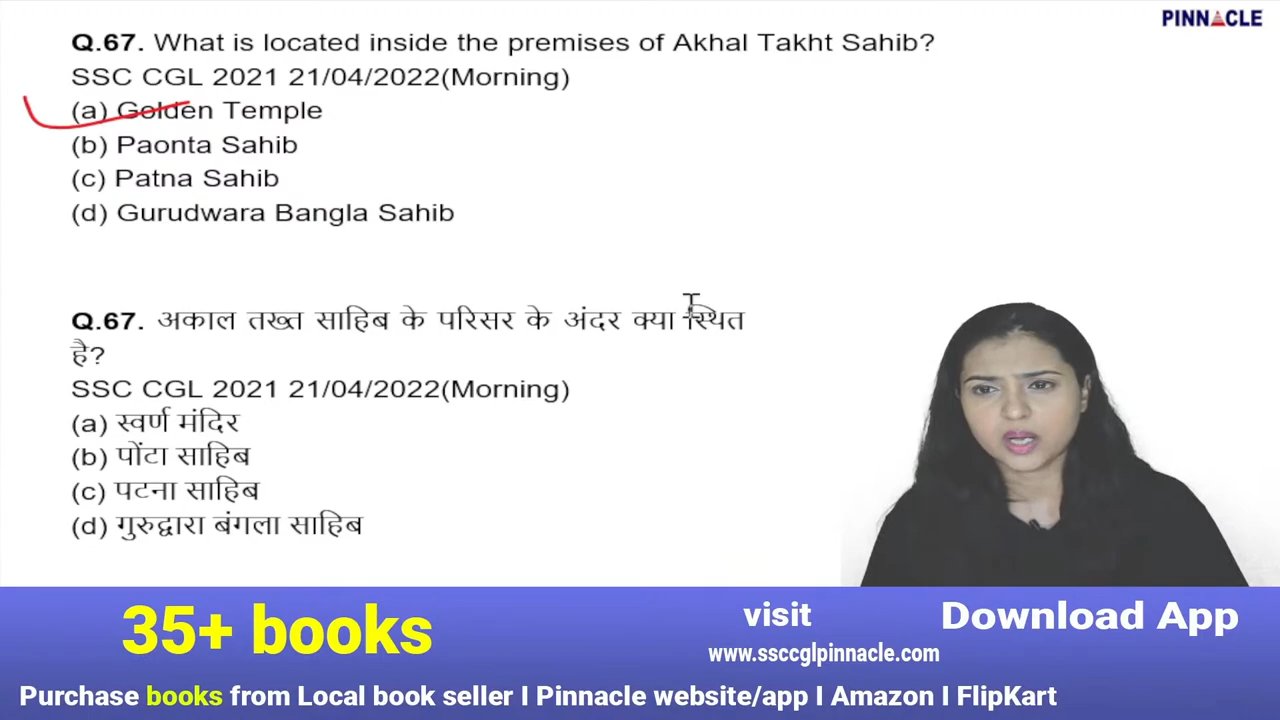 PINNACLE
Q.67. What is located inside the premises of Akhal Takht Sahib?
SSC CGL 2021 21/04/2022(Morning)
(a) Golden Temple
(b) Paonta Sahib
(c) Patna Sahib
(d) Gurudwara Bangla Sahib
Q.67. अकाल तख्त साहिब के परिसर के अंदर क्या स्थित
है?
SSC CGL 2021 21/04/2022(Morning)
(a) स्वर्ण मंदिर
(b) पोंटा साहिब
(c) पटना साहिब
(d) गुरुद्वारा बंगला साहिब
35+ books
visit
www.ssccglpinnacle.com
Download App
Purchase books from Local book seller I Pinnacle website/app I Amazon I FlipKart